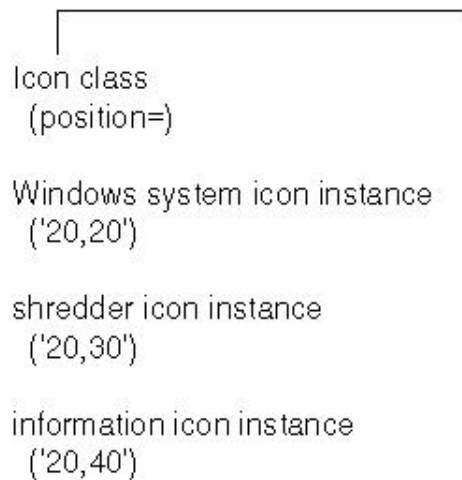 Icon class
(position=)
Windows system icon instance
('20,20')
shredder icon instance
('20,30')
information icon instance
('20,40')